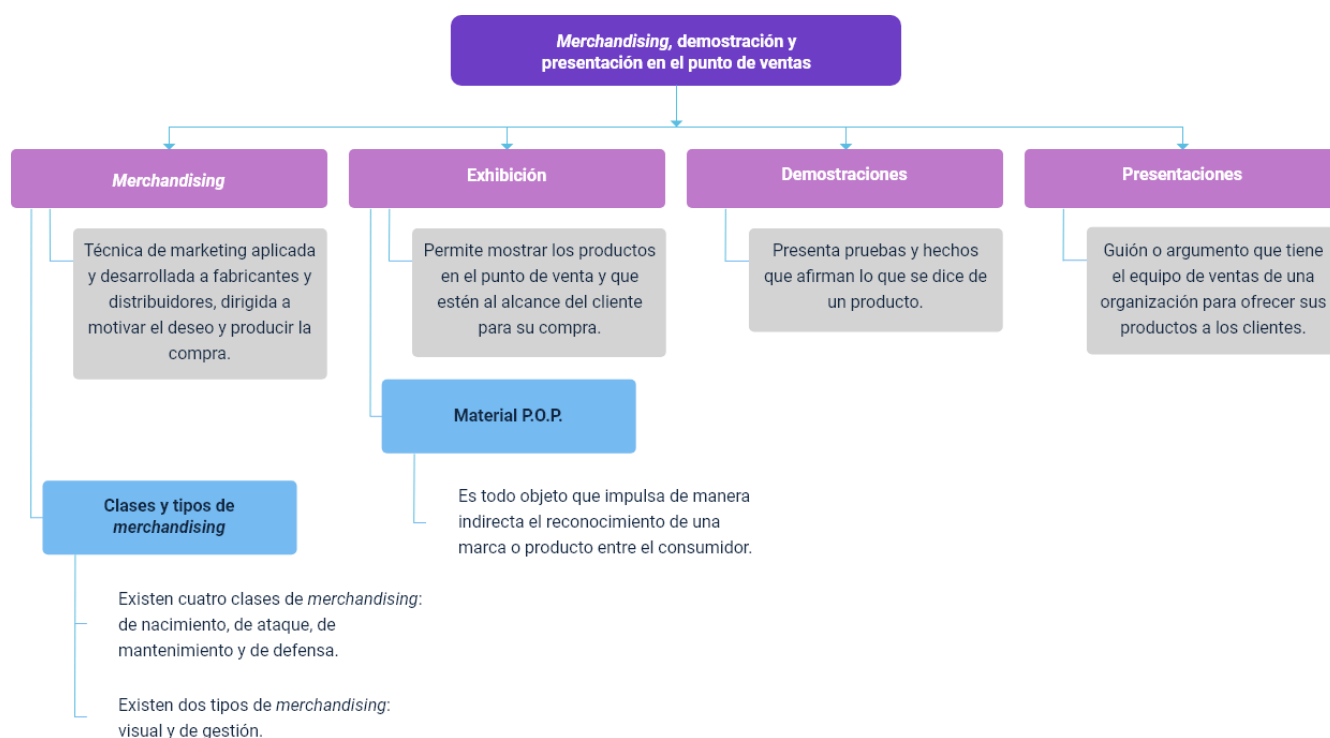 Merchandising, demostración y
presentación en el punto de ventas
Merchandising
Técnica de marketing aplicada
y desarrollada a fabricantes y
distribuidores, dirigida a
motivar el deseo y producir la
compra.
Clases y tipos de
merchandising
Existen cuatro clases de merchandising:
de nacimiento, de ataque, de
mantenimiento y de defensa.
Existen dos tipos de merchandising:
visual y de gestión.
Exhibición
Permite mostrar los productos
en el punto de venta y que
estén al alcance del cliente
para su compra.
Material P.O.P.
Es todo objeto que impulsa de manera
indirecta el reconocimiento de una
marca o producto entre el consumidor.
Demostraciones
Presenta pruebas y hechos
que afirman lo que se dice de
un producto.
Presentaciones
Guión o argumento que tiene
el equipo de ventas de una
organización para ofrecer sus
productos a los clientes.